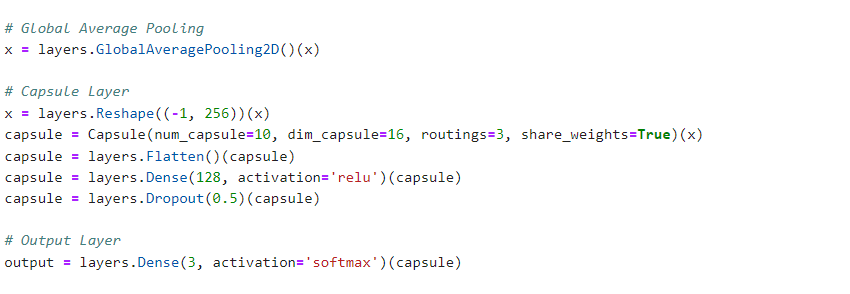 # Global Average Pooling
x = layers.GlobalAveragePooling2D()(x)
# Capsule Layer
x = layers.Reshape((-1, 256))(x)
capsule = Capsule(num_capsule=10, dim_capsule=16, routings=3, share_weights=True)(x)
capsule = layers.Flatten()(capsule)
capsule = layers.Dense(128, activation='relu')(capsule)
capsule = layers.Dropout(0.5)(capsule)
# Output Layer
output = layers.Dense(3, activation='softmax')(capsule)